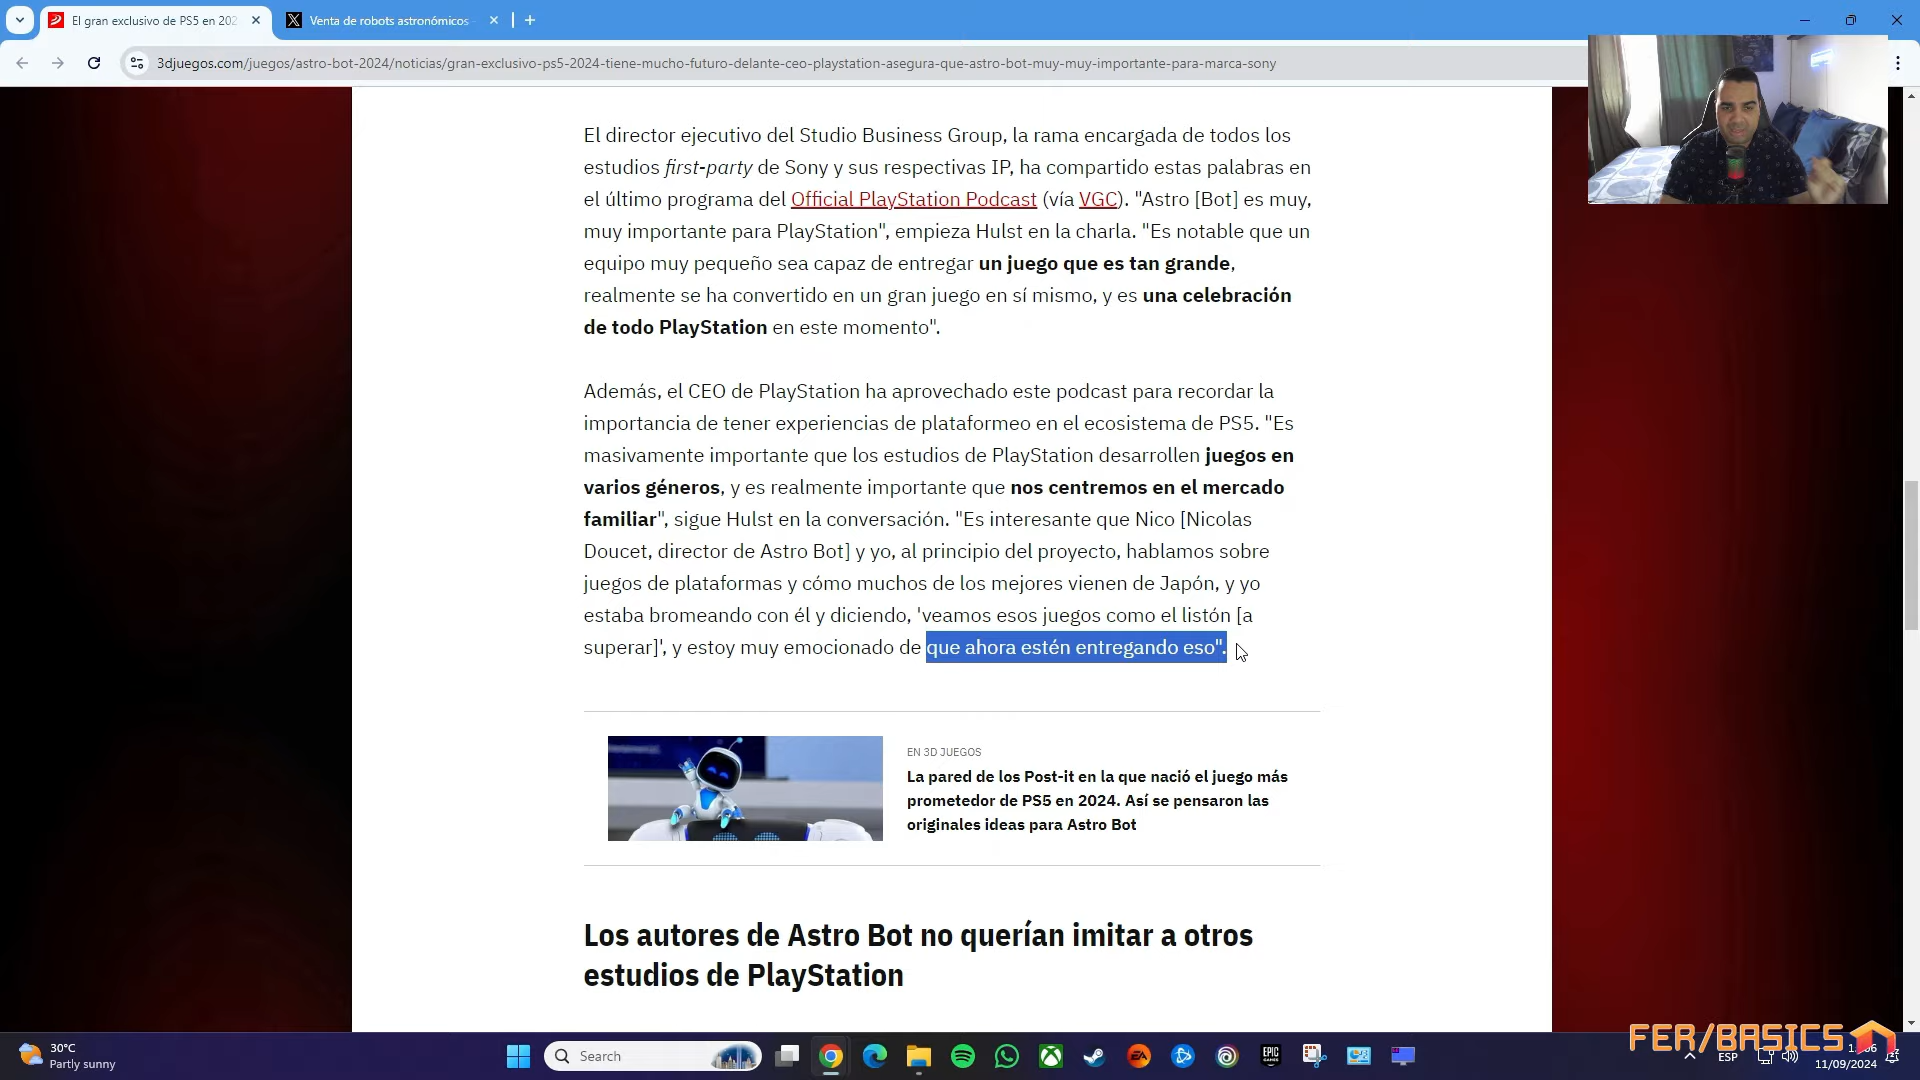 El gran exclusivo de PS5 en 202
Venta de robots astronómicos
3djuegos.com/juegos/astro-bot-2024/noticias/gran-exclusivo-ps5-2024-tiene-mucho-futuro-delante-ceo-playstation-asegura-que-astro-bot-muy-muy-importante-para-marca-sony
El director ejecutivo del Studio Business Group, la rama encargada de todos los
estudios first-party de Sony y sus respectivas IP, ha compartido estas palabras en
el último programa del Official PlayStation Podcast (vía VGC). "Astro [Bot] es muy,
muy importante para PlayStation", empieza Hulst en la charla. "Es notable que un
equipo muy pequeño sea capaz de entregar un juego que es tan grande,
realmente se ha convertido en un gran juego en sí mismo, y es una celebración
de todo PlayStation en este momento".
Además, el CEO de PlayStation ha aprovechado este podcast para recordar la
importancia de tener experiencias de plataformeo en el ecosistema de PS5. "Es
masivamente importante que los estudios de PlayStation desarrollen juegos en
varios géneros, y es realmente importante que nos centremos en el mercado
familiar", sigue Hulst en la conversación. "Es interesante que Nico [Nicolas
Doucet, director de Astro Bot] y yo, al principio del proyecto, hablamos sobre
juegos de plataformas y cómo muchos de los mejores vienen de Japón, y yo
estaba bromeando con él y diciendo, 'veamos esos juegos como el listón [a
superar]', y estoy muy emocionado de que ahora estén entregando eso".
EN 3D JUEGOS
La pared de los Post-it en la que nació el juego más
prometedor de PS5 en 2024. Así se pensaron las
originales ideas para Astro Bot
Los autores de Astro Bot no querían imitar a otros
estudios de PlayStation
FER/BASICS
30°C
Partly sunny
Search
EA
EPIC
GAMES
ESP
11/09/2024